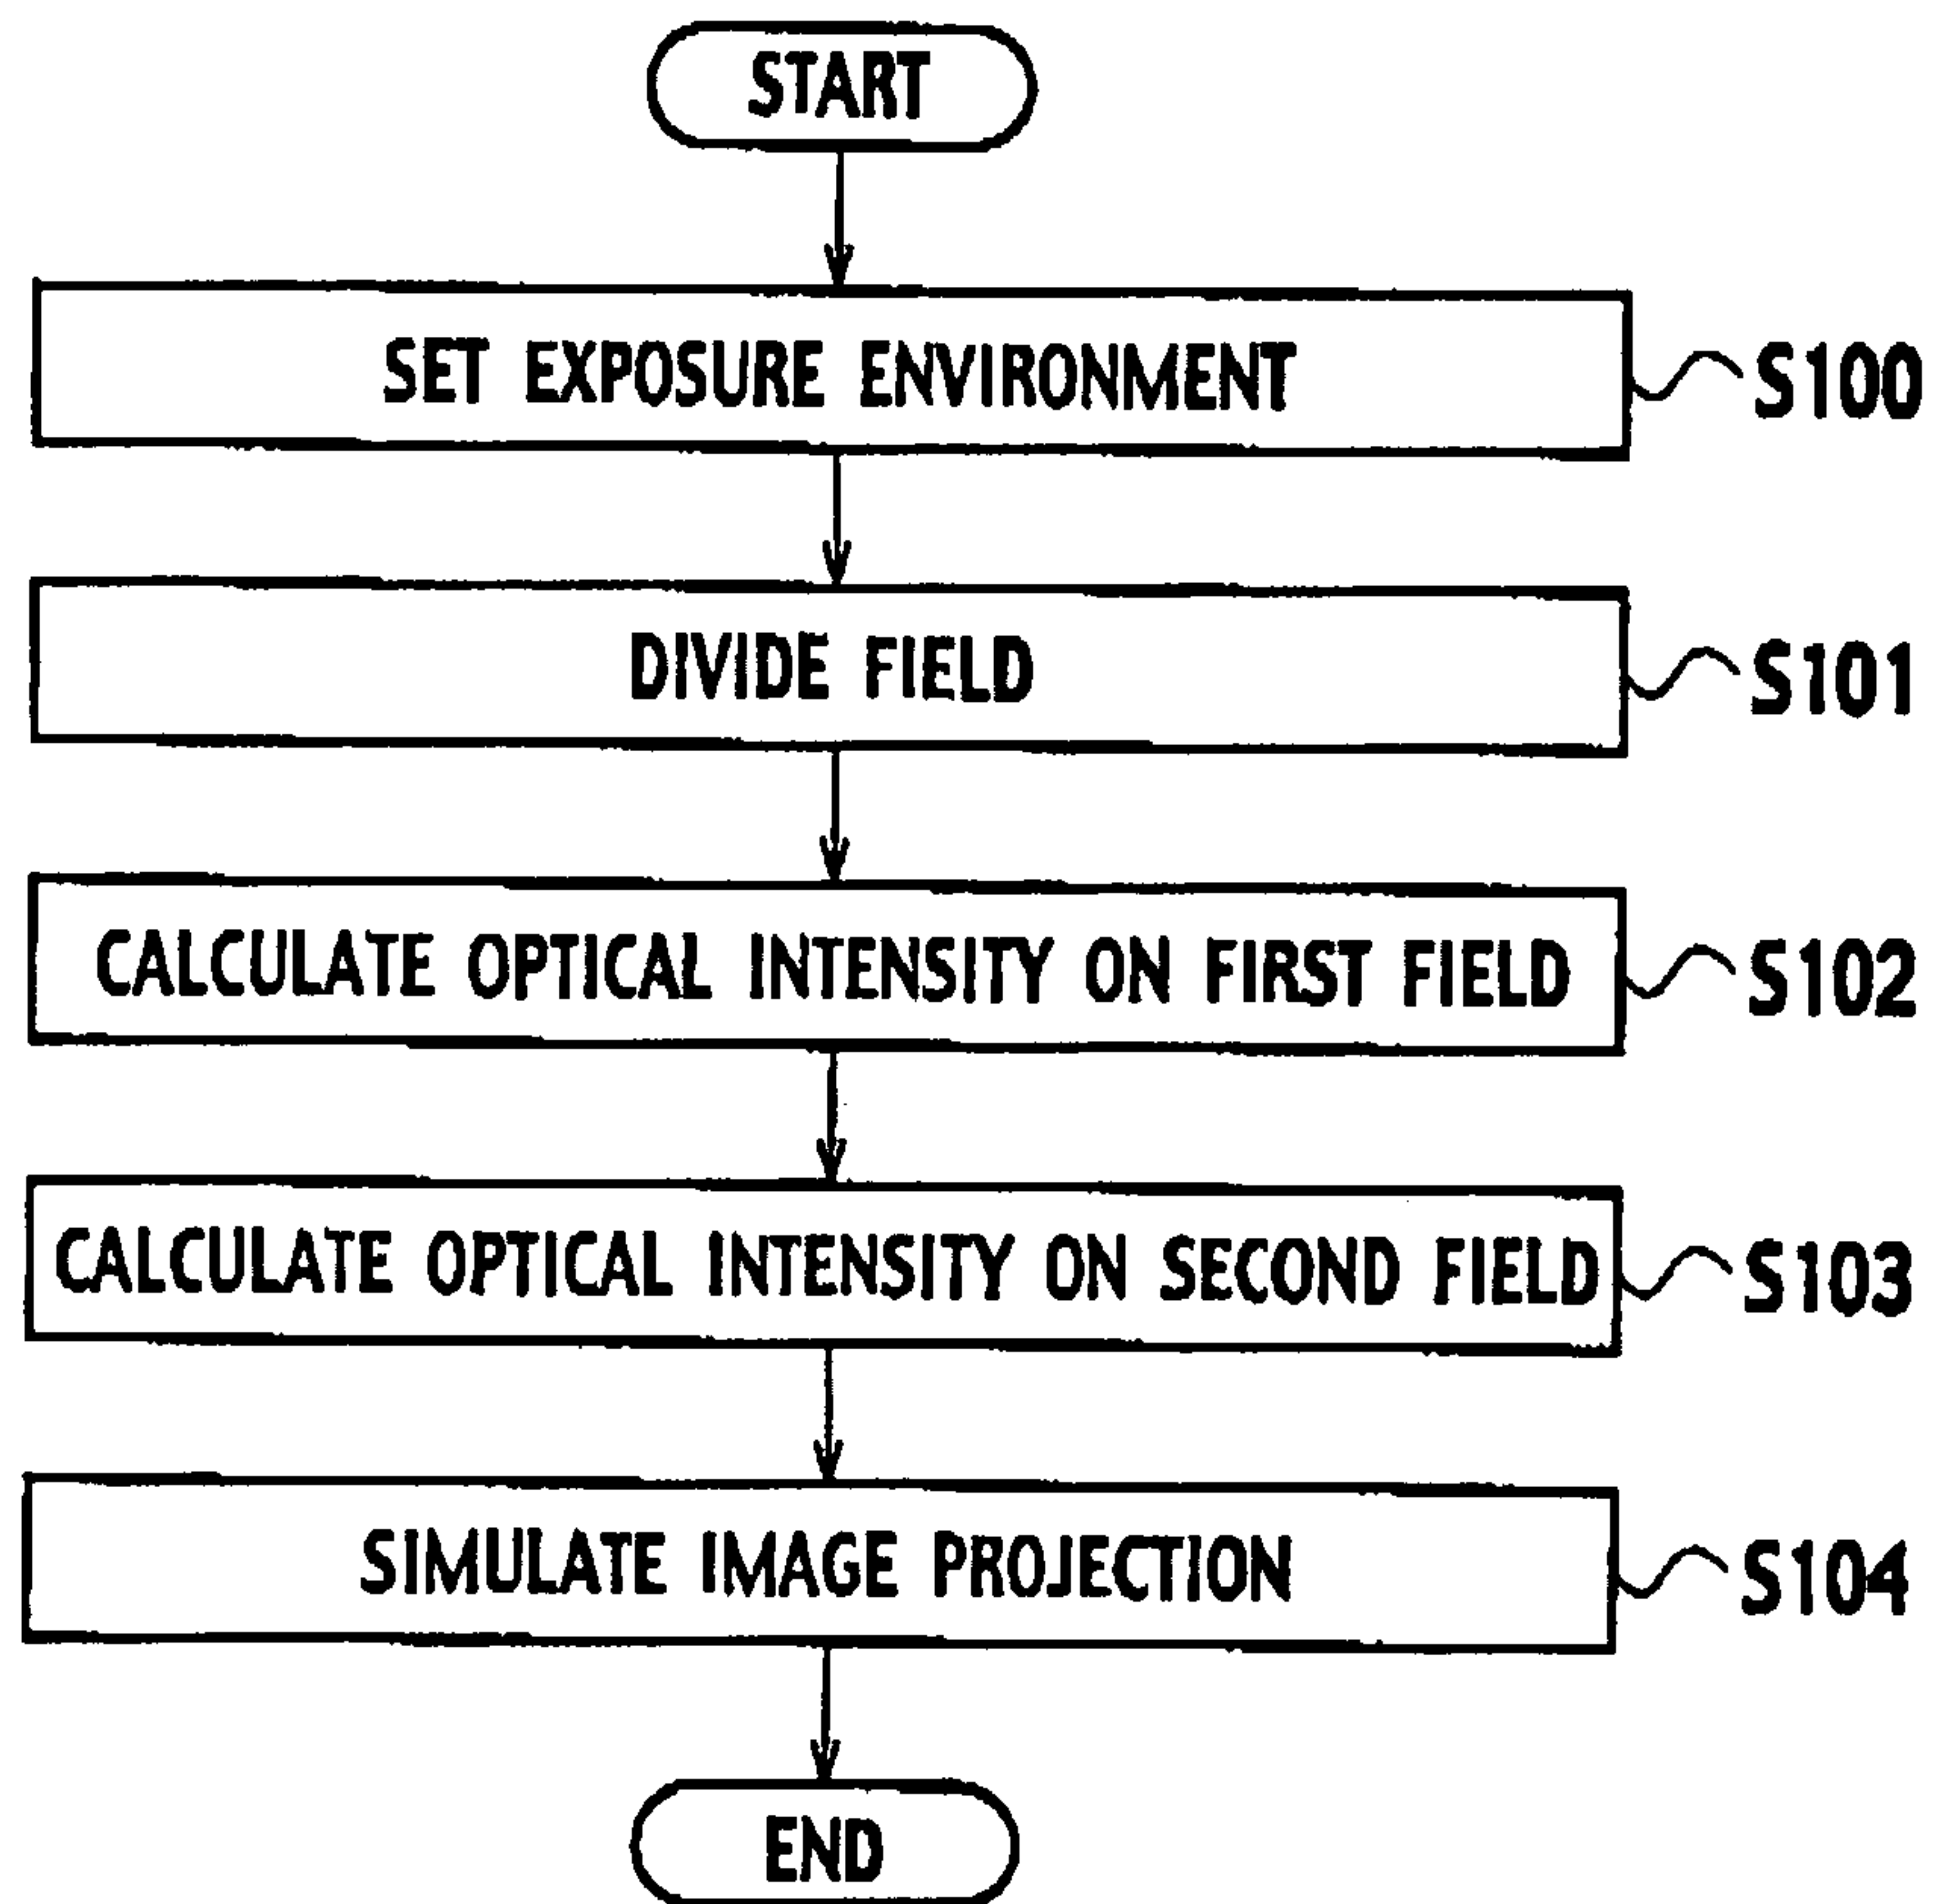 START
SET EXPOSURE ENVIRONMENT
S100
DIVIDE FIELD
S101
CALCULATE OPTICAL INTENSITY ON FIRST FIELD
S102
CALCULATE OPTICAL INTENSITY ON SECOND FIELD
S103
SIMULATE IMAGE PROJECTION
S104
END